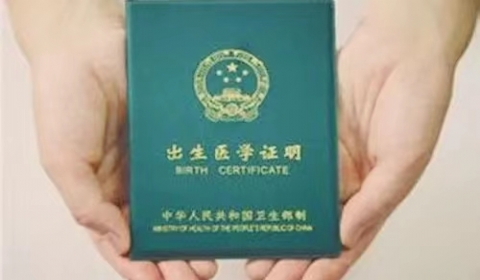 出生医学证明
BIRTH CERTIFICATE
中华人民共和国卫生部制
MINISTRY OF HEALTH OF THE PEOPLE'S REPUBLIC OF CHINA